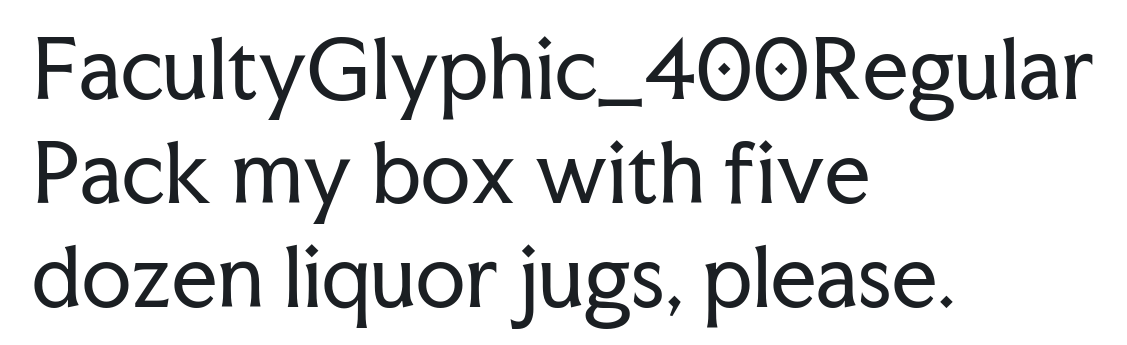 FacultyGlyphic_400Regular
Pack my box with five
dozen liquor jugs, please.